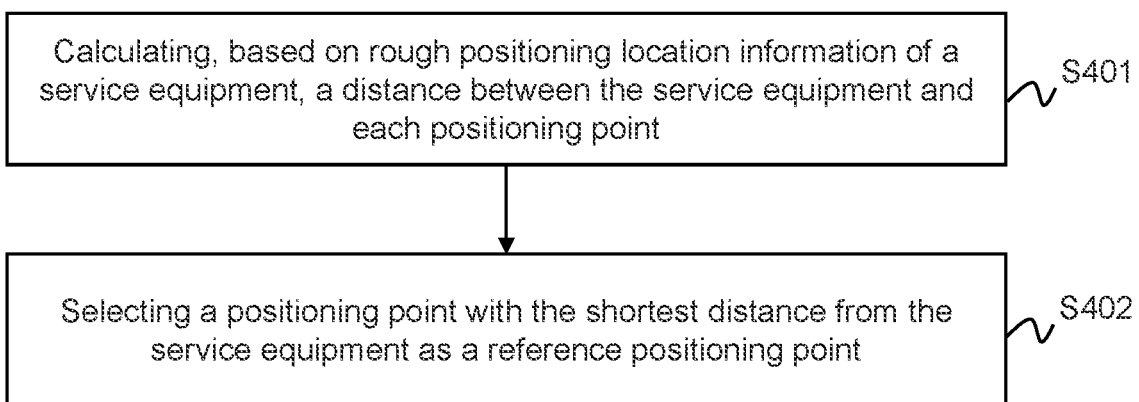 Calculating, based on rough positioning location information of a
service equipment, a distance between the service equipment and
each positioning point
S401
Selecting a positioning point with the shortest distance from the
service equipment as a reference positioning point
S402